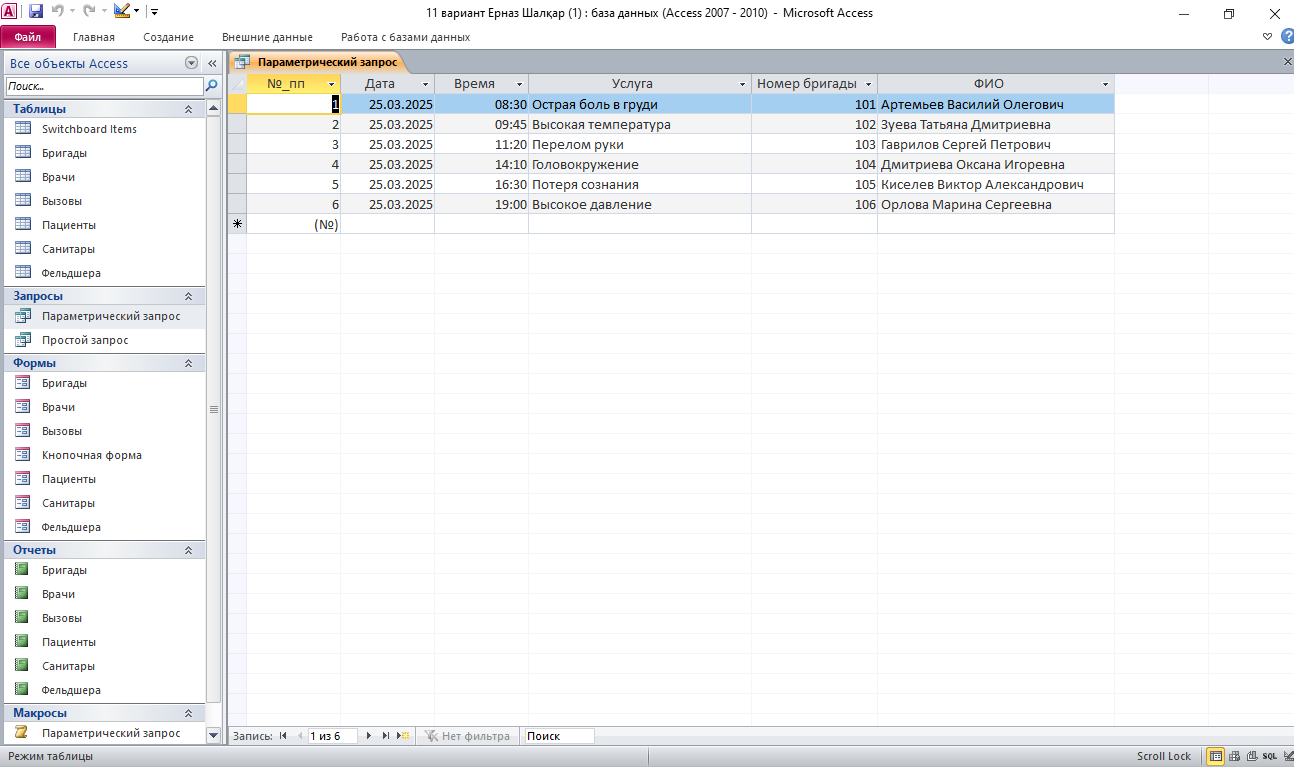 11 вариант Ерназ Шалқар (1) : база данных (Access 2007 - 2010) - Microsoft Access
Файл Главная Создание Внешние данные Работа с базами данных
Все объекты Access
Поиск...
Таблицы
Switchboard Items
Бригады
Врачи
Вызовы
Пациенты
Санитары
Фельдшера
Запросы
Параметрический запрос
Простой запрос
Формы
Бригады
Врачи
Вызовы
Кнопочная форма
Пациенты
Санитары
Фельдшера
Отчеты
Бригады
Врачи
Вызовы
Пациенты
Санитары
Фельдшера
Макросы
Параметрический запрос
Параметрический запрос
№_пп Дата Время Услуга Номер бригады ФИО
1 25.03.2025 08:30 Острая боль в груди 101 Артемьев Василий Олегович
2 25.03.2025 09:45 Высокая температура 102 Зуева Татьяна Дмитриевна
3 25.03.2025 11:20 Перелом руки 103 Гаврилов Сергей Петрович
4 25.03.2025 14:10 Головокружение 104 Дмитриева Оксана Игоревна
5 25.03.2025 16:30 Потеря сознания 105 Киселев Виктор Александрович
6 25.03.2025 19:00 Высокое давление 106 Орлова Марина Сергеевна
(№)
Запись: 1 из 6 Нет фильтра Поиск
Режим таблицы Scroll Lock SQL